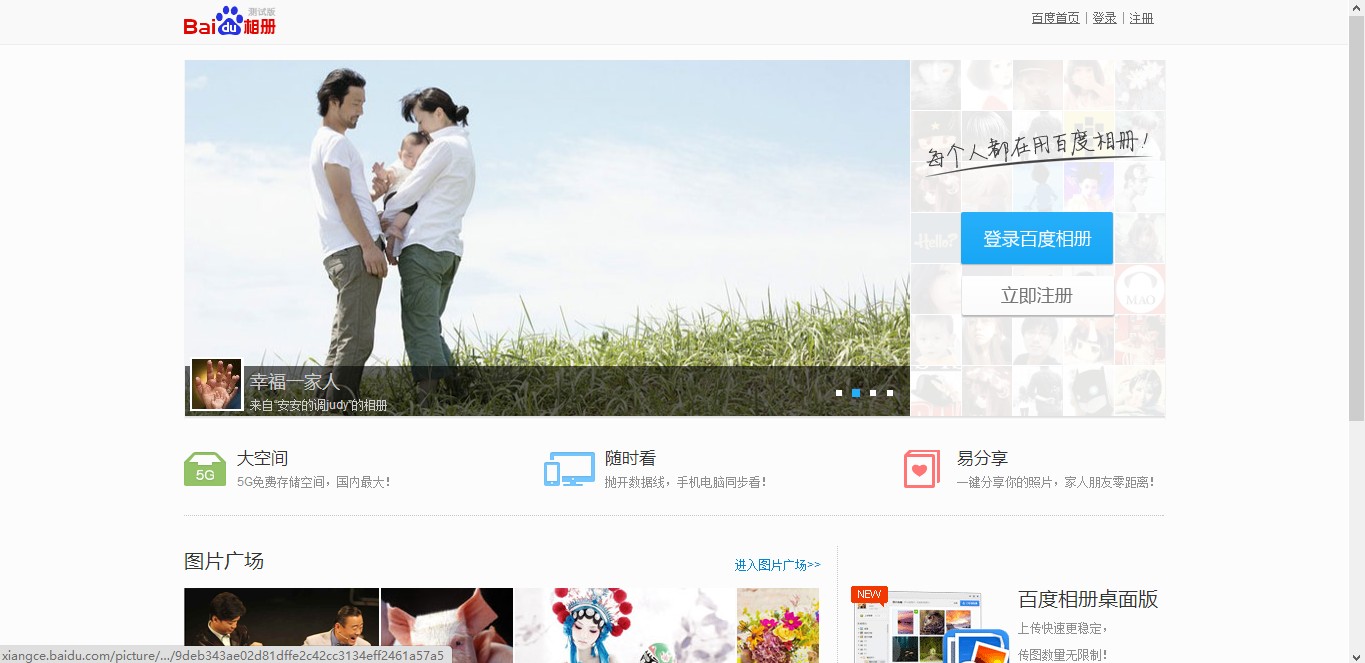 Bai du 相册 测试版
百度首页 | 登录 | 注册
每个人都在用百度相册！
Hello?
登录百度相册
立即注册
MAO
幸福一家人
来自“安安的调judy”的相册
5G
大空间
5G免费存储空间，国内最大！
随时看
抛开数据线，手机电脑同步看！
易分享
一键分享你的照片，家人朋友零距离！
图片广场
进入图片广场>>
NEW
百度相册桌面版
上传快速更稳定，
传图数量无限制！
xiangce.baidu.com/picture/.../9deb343ae02d81dffe2c42cc3134eff2461a57a5